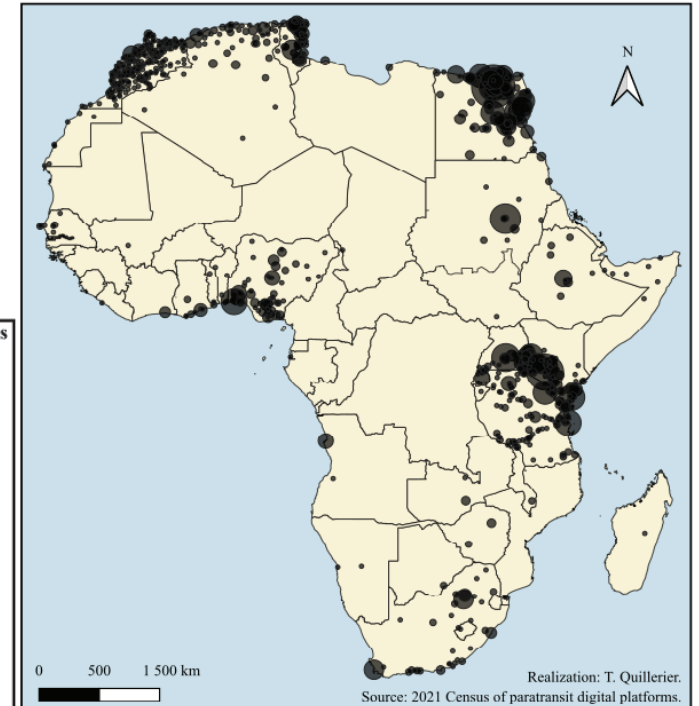 N
s
0 500 1 500 km
Realization: T. Quillerier.
Source: 2021 Census of paratransit digital platforms.